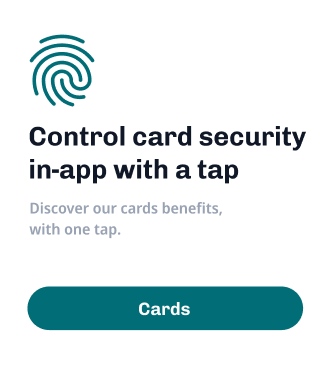 Control card security
in-app with a tap
Discover our cards benefits,
with one tap.
Cards